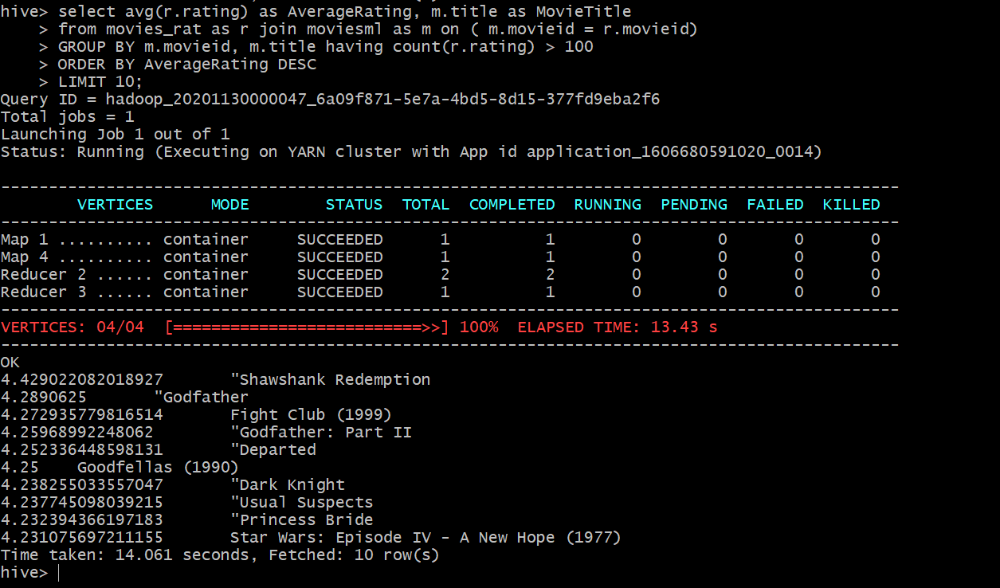 hive> select avg(r.rating) as AverageRating, m.title as MovieTitle
    > from movies_rat as r join moviesml as m on ( m.movieid = r.movieid)
    > GROUP BY m.movieid, m.title having count(r.rating) > 100
    > ORDER BY AverageRating DESC
    > LIMIT 10;
Query ID = hadoop_20201130000047_6a09f871-5e7a-4bd5-8d15-377fd9eba2f6
Total jobs = 1
Launching Job 1 out of 1
Status: Running (Executing on YARN cluster with App id application_1606680591020_0014)
----------------------------------------------------------------------------------------------
        VERTICES      MODE        STATUS  TOTAL  COMPLETED  RUNNING  PENDING  FAILED  KILLED
----------------------------------------------------------------------------------------------
Map 1 .......... container     SUCCEEDED      1          1        0        0       0       0
Map 4 .......... container     SUCCEEDED      1          1        0        0       0       0
Reducer 2 ...... container     SUCCEEDED      2          2        0        0       0       0
Reducer 3 ...... container     SUCCEEDED      1          1        0        0       0       0
----------------------------------------------------------------------------------------------
VERTICES: 04/04  [==========================>>] 100%  ELAPSED TIME: 13.43 s
----------------------------------------------------------------------------------------------
OK
4.429022082018927       "Shawshank Redemption
4.2890625       "Godfather
4.272935779816514       Fight Club (1999)
4.25968992248062        "Godfather: Part II
4.252336448598131       "Departed
4.25    Goodfellas (1990)
4.238255033557047       "Dark Knight
4.237745098039215       "Usual Suspects
4.232394366197183       "Princess Bride
4.231075697211155       Star Wars: Episode IV - A New Hope (1977)
Time taken: 14.061 seconds, Fetched: 10 row(s)
hive>